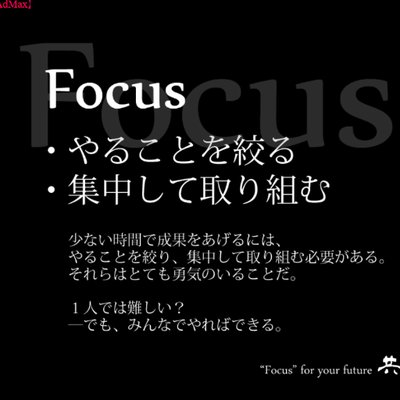 AdMax】
Focus
Focus
・やることを絞る
・集中して取り組む
少ない時間で成果をあげるには、
やることを絞り、集中して取り組む必要がある。
それらはとても勇気のいることだ。
１人では難しい？
―でも、みんなでやればできる。
“Focus” for your future 共